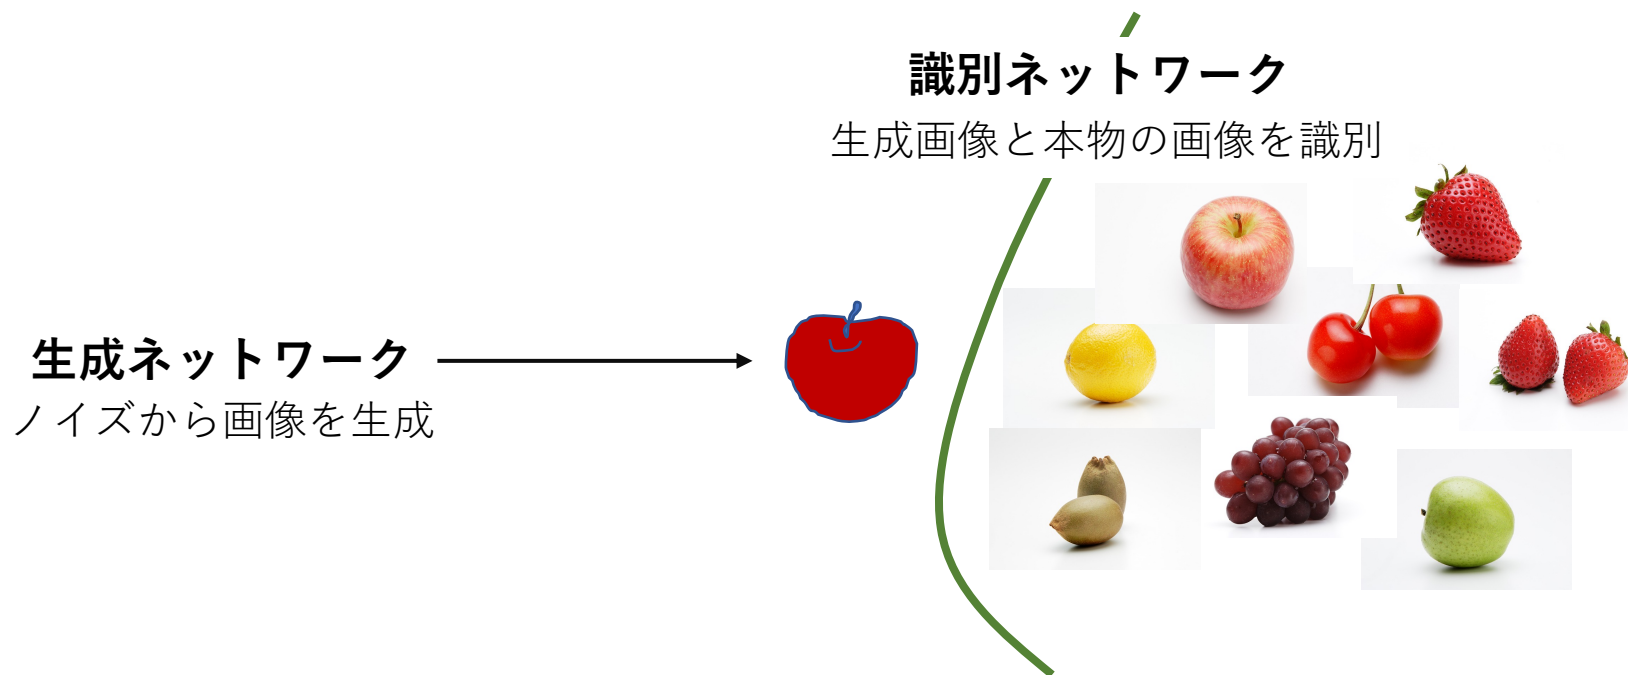 識別ネットワーク
生成画像と本物の画像を識別
生成ネットワーク
ノイズから画像を生成